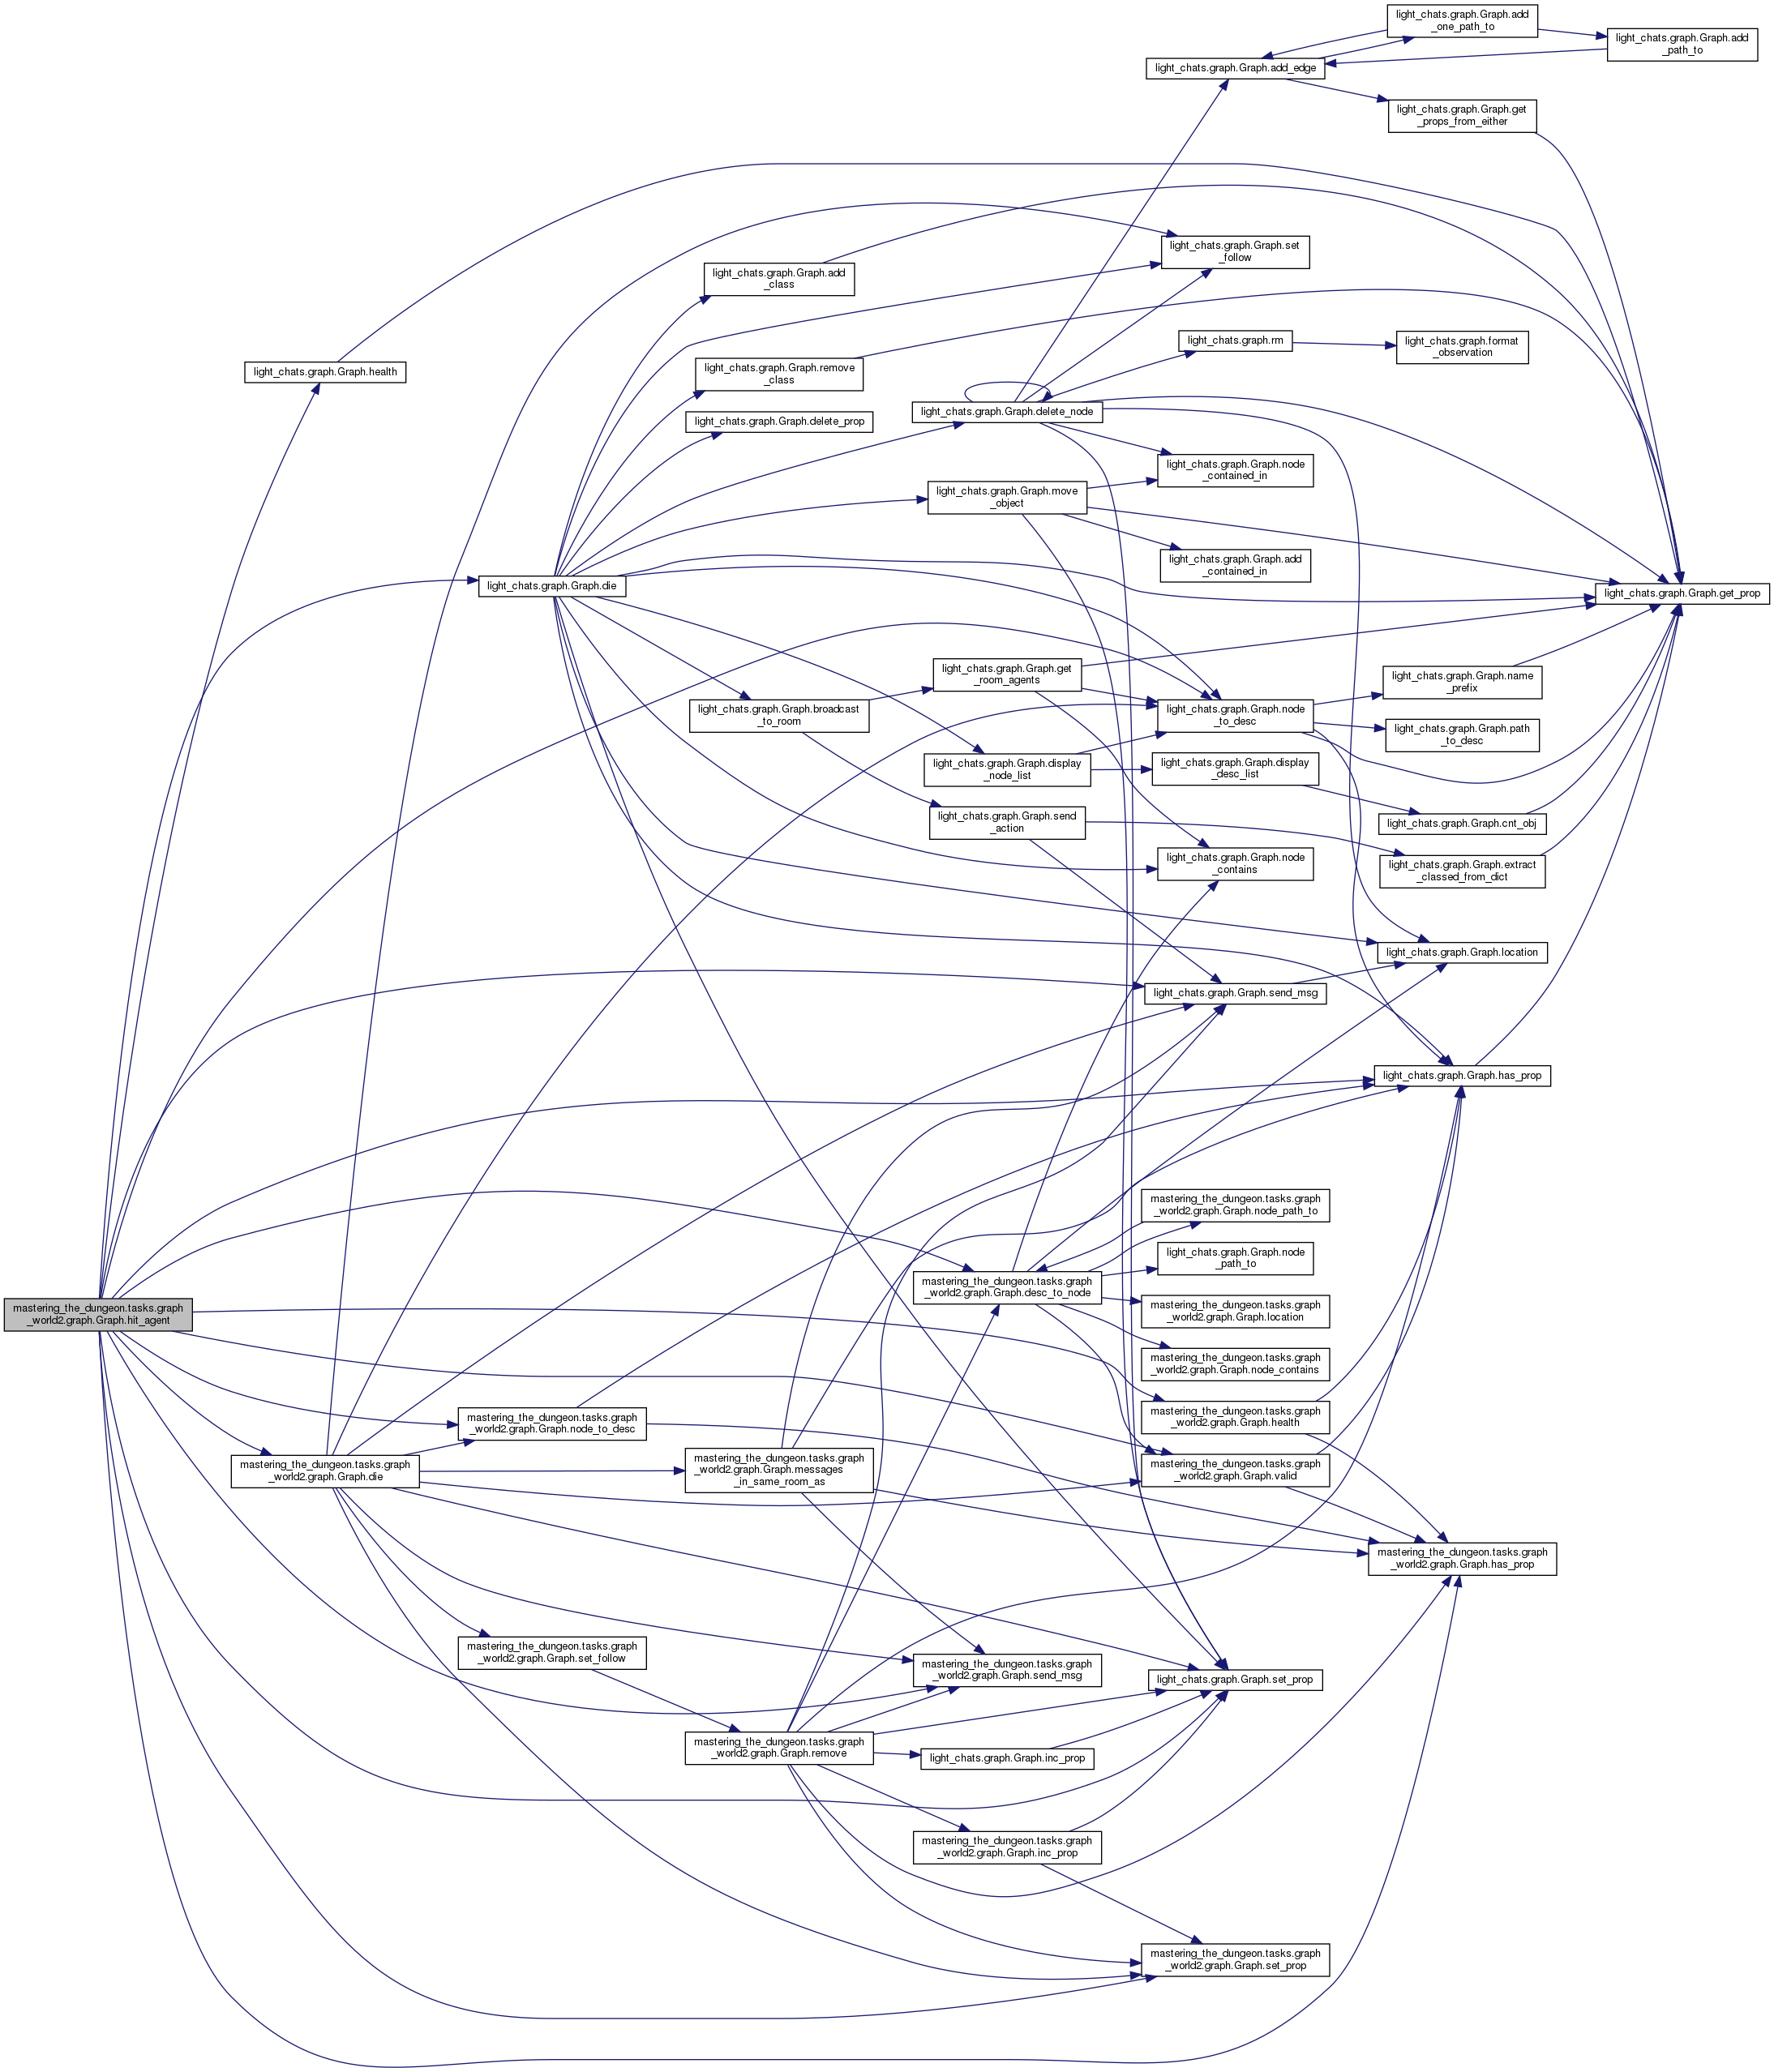 light_chats.graph.Graph.add
_one_path_to
light_chats.graph.Graph.add
_path_to
light_chats.graph.Graph.add_edge
light_chats.graph.Graph.get
_props_from_either
light_chats.graph.Graph.set
_follow
light_chats.graph.Graph.add
_class
light_chats.graph.rm
light_chats.graph.format
_observation
light_chats.graph.Graph.health
light_chats.graph.Graph.remove
_class
light_chats.graph.Graph.delete_node
light_chats.graph.Graph.delete_prop
light_chats.graph.Graph.node
_contained_in
light_chats.graph.Graph.move
_object
light_chats.graph.Graph.add
_contained_in
light_chats.graph.Graph.die
light_chats.graph.Graph.get_prop
light_chats.graph.Graph.get
_room_agents
light_chats.graph.Graph.name
_prefix
light_chats.graph.Graph.broadcast
_to_room
light_chats.graph.Graph.node
_to_desc
light_chats.graph.Graph.path
_to_desc
light_chats.graph.Graph.display
_node_list
light_chats.graph.Graph.display
_desc_list
light_chats.graph.Graph.send
_action
light_chats.graph.Graph.cnt_obj
light_chats.graph.Graph.node
_contains
light_chats.graph.Graph.extract
_classed_from_dict
light_chats.graph.Graph.location
light_chats.graph.Graph.send_msg
light_chats.graph.Graph.has_prop
mastering_the_dungeon.tasks.graph
_world2.graph.Graph.node_path_to
light_chats.graph.Graph.node
_path_to
mastering_the_dungeon.tasks.graph
_world2.graph.Graph.desc_to_node
mastering_the_dungeon.tasks.graph
_world2.graph.Graph.location
mastering_the_dungeon.tasks.graph
_world2.graph.Graph.hit_agent
mastering_the_dungeon.tasks.graph
_world2.graph.Graph.node_contains
mastering_the_dungeon.tasks.graph
_world2.graph.Graph.health
mastering_the_dungeon.tasks.graph
_world2.graph.Graph.node_to_desc
mastering_the_dungeon.tasks.graph
_world2.graph.Graph.die
mastering_the_dungeon.tasks.graph
_world2.graph.Graph.messages
_in_same_room_as
mastering_the_dungeon.tasks.graph
_world2.graph.Graph.valid
mastering_the_dungeon.tasks.graph
_world2.graph.Graph.has_prop
mastering_the_dungeon.tasks.graph
_world2.graph.Graph.set_follow
mastering_the_dungeon.tasks.graph
_world2.graph.Graph.send_msg
light_chats.graph.Graph.set_prop
mastering_the_dungeon.tasks.graph
_world2.graph.Graph.remove
light_chats.graph.Graph.inc_prop
mastering_the_dungeon.tasks.graph
_world2.graph.Graph.inc_prop
mastering_the_dungeon.tasks.graph
_world2.graph.Graph.set_prop